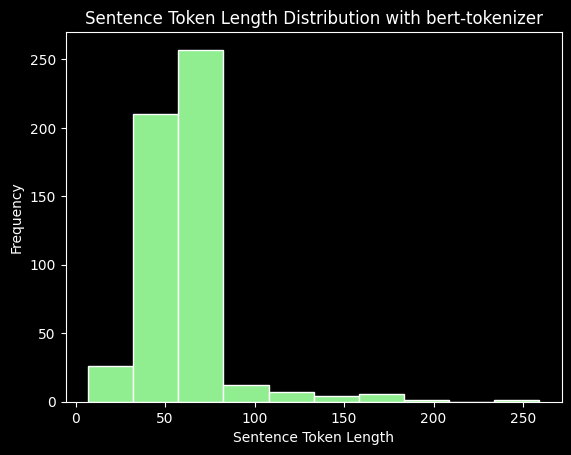 Sentence Token Length Distribution with bert-tokenizer
Frequency
250
200
150
100
50
0
0 50 100 150 200 250
Sentence Token Length